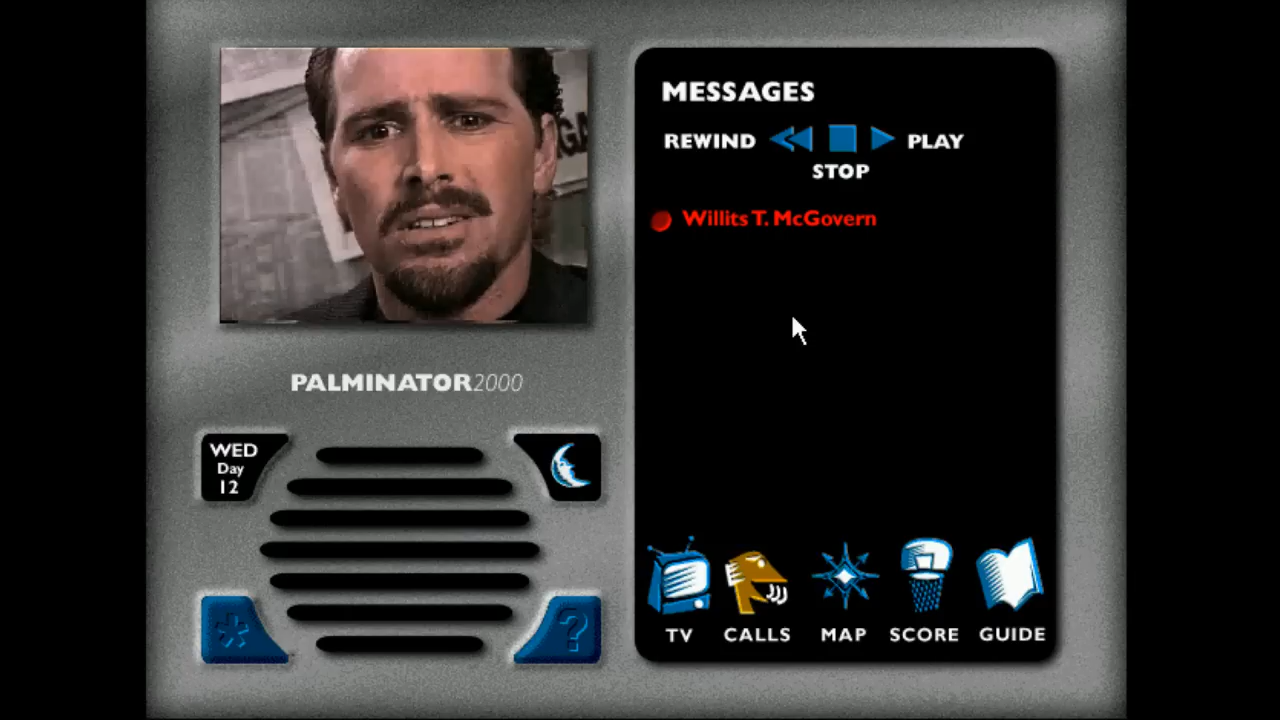 MESSAGES
REWIND PLAY
STOP
Willits T. McGovern
PALMINATOR2000
WED
Day
12
TV CALLS MAP SCORE GUIDE
*
?